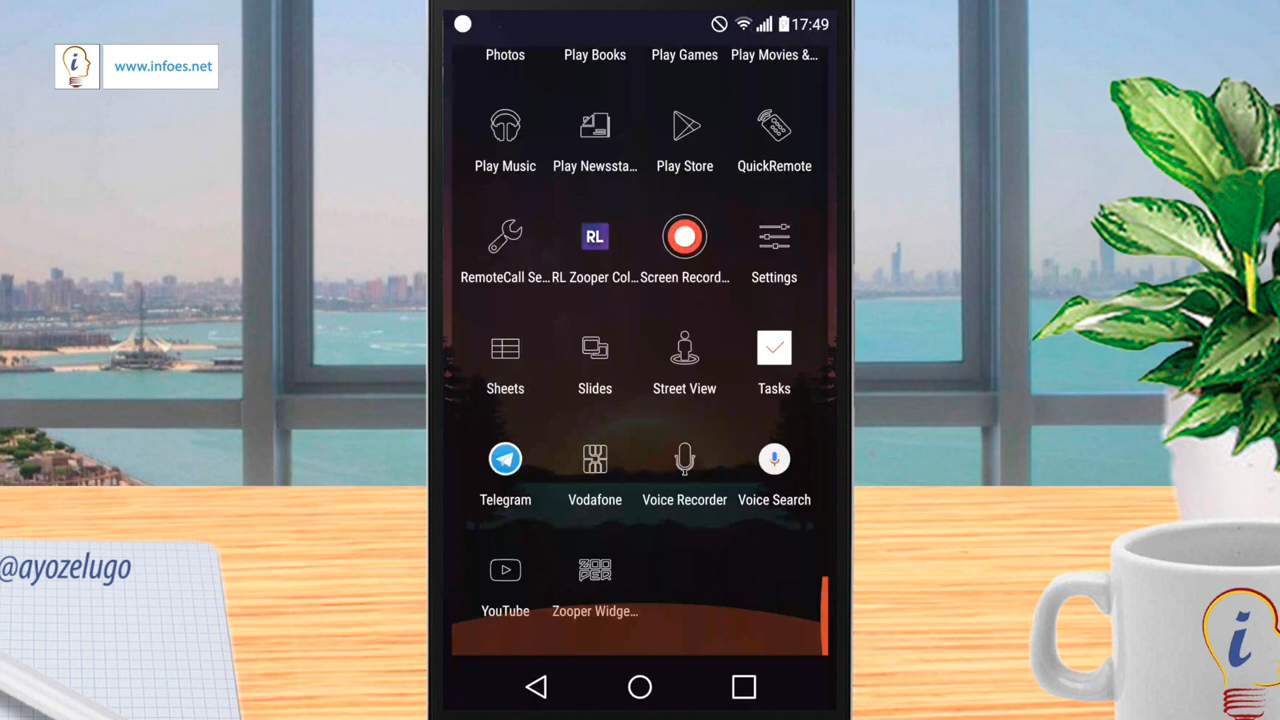 www.infoes.net
17:49
Photos Play Books Play Games Play Movies &...
Play Music Play Newssta... Play Store QuickRemote
RL
RemoteCall Se... RL Zooper Col... Screen Record... Settings
Sheets Slides Street View Tasks
Telegram Vodafone Voice Recorder Voice Search
ZOOPER
YouTube Zooper Widge...
@ayozelugo